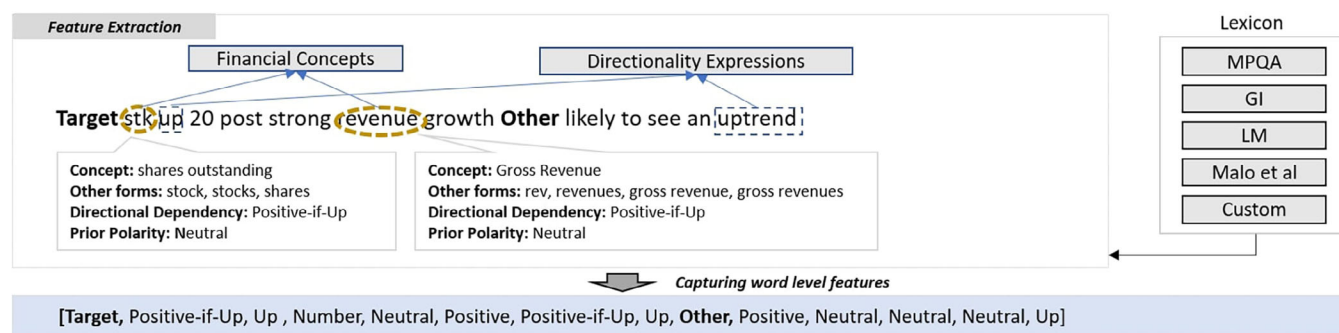 Feature Extraction
Lexicon
Financial Concepts
Directionality Expressions
MPQA
GI
LM
Malo et al
Custom
Target stk up 20 post strong revenue growth Other likely to see an uptrend
Concept: shares outstanding
Other forms: stock, stocks, shares
Directional Dependency: Positive-if-Up
Prior Polarity: Neutral
Concept: Gross Revenue
Other forms: rev, revenues, gross revenue, gross revenues
Directional Dependency: Positive-if-Up
Prior Polarity: Neutral
Capturing word level features
[Target, Positive-if-Up, Up , Number, Neutral, Positive, Positive-if-Up, Up, Other, Positive, Neutral, Neutral, Neutral, Up]